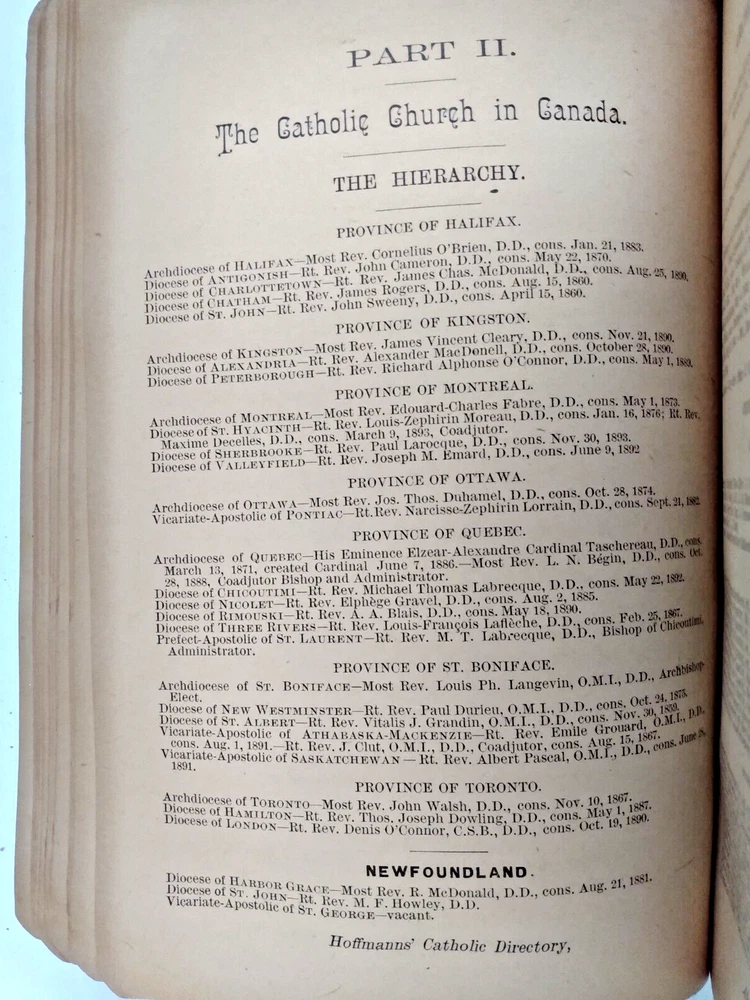 PART II.
The Catholic Church in Canada.
THE HIERARCHY.
PROVINCE OF HALIFAX.
Archdiocese of HALIFAX—Most Rev. Cornelius O'Brien, D.D., cons. Jan. 21, 1883.
Diocese of ANTIGONISH—Rt. Rev. John Cameron, D.D., cons. May 22, 1870.
Diocese of CHARLOTTETOWN—Rt. Rev. James Chas. McDonald, D.D., cons. Aug. 25, 1890.
Diocese of CHATHAM—Rt. Rev. James Rogers, D.D., cons. Aug. 15, 1860.
Diocese of ST. JOHN—Rt. Rev. John Sweeny, D.D., cons. April 15, 1860.
PROVINCE OF KINGSTON.
Archdiocese of KINGSTON—Most Rev. James Vincent Cleary, D.D., cons. Nov. 21, 1890.
Diocese of ALEXANDRIA—Rt. Rev. Alexander MacDonell, D.D., cons. October 28, 1890.
Diocese of PETERBOROUGH—Rt. Rev. Richard Alphonse O'Connor, D.D., cons. May 1, 1889.
PROVINCE OF MONTREAL.
Archdiocese of MONTREAL—Most Rev. Edouard-Charles Fabre, D.D., cons. May 1, 1873.
Diocese of ST. HYACINTH—Rt. Rev. Louis-Zephirin Moreau, D.D., cons. Jan. 16, 1876; Rt. Rev.
Maxime Decelles, D.D., cons. March 9, 1893, Coadjutor.
Diocese of SHERBROOKE—Rt. Rev. Paul Larocque, D.D., cons. Nov. 30, 1893.
Diocese of VALLEYFIELD—Rt. Rev. Joseph M. Emard, D.D., cons. June 9, 1892
PROVINCE OF OTTAWA.
Archdiocese of OTTAWA—Most Rev. Jos. Thos. Duhamel, D.D., cons. Oct. 28, 1874.
Vicariate-Apostolic of PONTIAC—Rt. Rev. Narcisse-Zephirin Lorrain, D.D., cons. Sept. 21, 1882.
PROVINCE OF QUEBEC.
Archdiocese of QUEBEC—His Eminence Elzear-Alexandre Cardinal Taschereau, D.D., cons.
March 13, 1871, created Cardinal June 7, 1886.—Most Rev. L. N. Bégin, D.D., cons. Oct.
28, 1888, Coadjutor Bishop and Administrator.
Diocese of CHICOUTIMI—Rt. Rev. Michael Thomas Labrecque, D.D., cons. May 22, 1892.
Diocese of NICOLET—Rt. Rev. Elphège Gravel, D.D., cons. Aug. 2, 1885.
Diocese of RIMOUSKI—Rt. Rev. A. A. Blais, D.D., cons. May 18, 1890.
Diocese of THREE RIVERS—Rt. Rev. Louis-François Laflèche, D.D., cons. Feb. 25, 1867.
Prefect-Apostolic of ST. LAURENT—Rt. Rev. M. T. Labrecque, D.D., Bishop of Chicoutimi,
Administrator.
PROVINCE OF ST. BONIFACE.
Archdiocese of ST. BONIFACE—Most Rev. Louis Ph. Langevin, O.M.I., D.D., Archbishop-
Elect.
Diocese of NEW WESTMINSTER—Rt. Rev. Paul Durieu, O.M.I., D.D., cons. Oct. 24, 1875.
Diocese of ST. ALBERT—Rt. Rev. Vitalis J. Grandin, O.M.I., D.D., cons. Nov. 30, 1859.
Vicariate-Apostolic of ATHABASKA-MACKENZIE—Rt. Rev. Emile Grouard, O.M.I., D.D.,
cons. Aug. 1, 1891.—Rt. Rev. J. Clut, O.M.I., D.D., Coadjutor, cons. Aug. 15, 1867.
Vicariate-Apostolic of SASKATCHEWAN—Rt. Rev. Albert Pascal, O.M.I., D.D., cons. June
1891.
PROVINCE OF TORONTO.
Archdiocese of TORONTO—Most Rev. John Walsh, D.D., cons. Nov. 10, 1867.
Diocese of HAMILTON—Rt. Rev. Thos. Joseph Dowling, D.D., cons. May 1, 1887.
Diocese of LONDON—Rt. Rev. Denis O'Connor, C.S.B., D.D., cons. Oct. 19, 1890.
NEWFOUNDLAND.
Diocese of HARBOR GRACE—Most Rev. R. McDonald, D.D., cons. Aug. 21, 1881.
Diocese of ST. JOHN—Rt. Rev. M. F. Howley, D.D.
Vicariate-Apostolic of ST. GEORGE—vacant.
Hoffmanns' Catholic Directory,